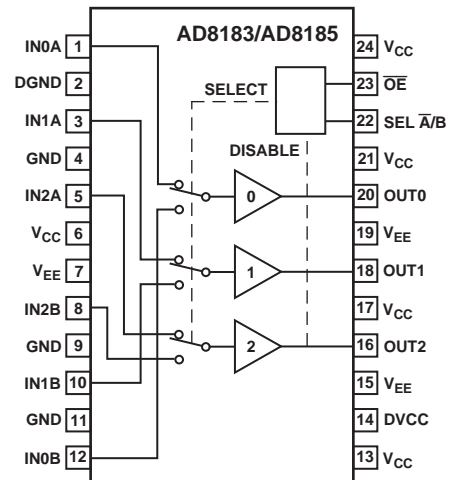 AD8183/AD8185
IN0A 1
DGND 2
IN1A 3
GND 4
IN2A 5
VCC 6
VEE 7
IN2B 8
GND 9
IN1B 10
GND 11
IN0B 12
SELECT
DISABLE
0
1
2
24 VCC
23 O̅E̅
22 SEL A̅/B
21 VCC
20 OUT0
19 VEE
18 OUT1
17 VCC
16 OUT2
15 VEE
14 DVCC
13 VCC